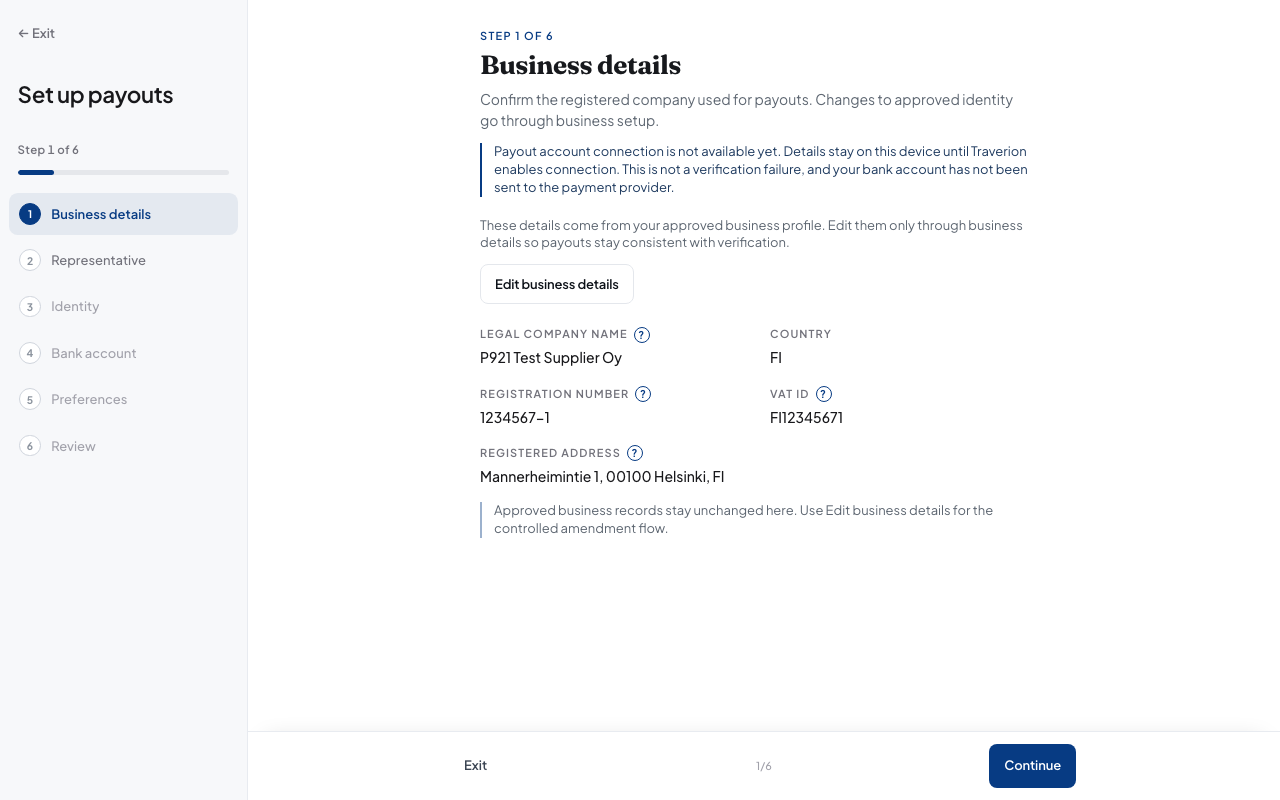 ← Exit
Set up payouts
Step 1 of 6
1 Business details
2 Representative
3 Identity
4 Bank account
5 Preferences
6 Review
STEP 1 OF 6
Business details
Confirm the registered company used for payouts. Changes to approved identity
go through business setup.
Payout account connection is not available yet. Details stay on this device until Traverion
enables connection. This is not a verification failure, and your bank account has not been
sent to the payment provider.
These details come from your approved business profile. Edit them only through business
details so payouts stay consistent with verification.
Edit business details
LEGAL COMPANY NAME ?
P921 Test Supplier Oy
COUNTRY
FI
REGISTRATION NUMBER ?
1234567-1
VAT ID ?
FI12345671
REGISTERED ADDRESS ?
Mannerheimintie 1, 00100 Helsinki, FI
Approved business records stay unchanged here. Use Edit business details for the
controlled amendment flow.
Exit
1/6
Continue